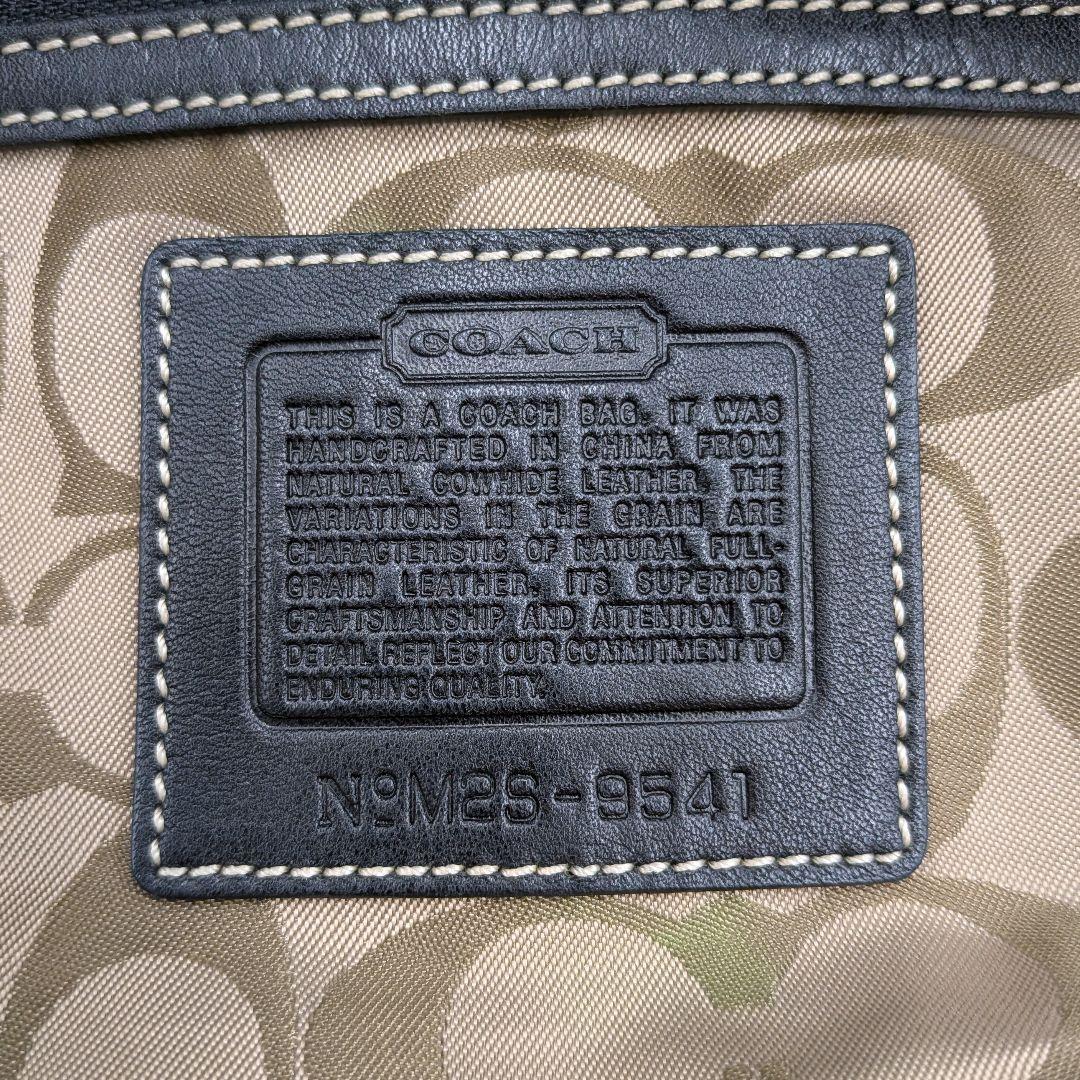 COACH
THIS IS A COACH BAG. IT WAS
HANDCRAFTED IN CHINA FROM
NATURAL COWHIDE LEATHER. THE
VARIATIONS IN THE GRAIN ARE
CHARACTERISTIC OF NATURAL FULL-
GRAIN LEATHER. ITS SUPERIOR
CRAFTSMANSHIP AND ATTENTION TO
DETAIL REFLECT OUR COMMITMENT TO
ENDURING QUALITY.
No M2S-9541